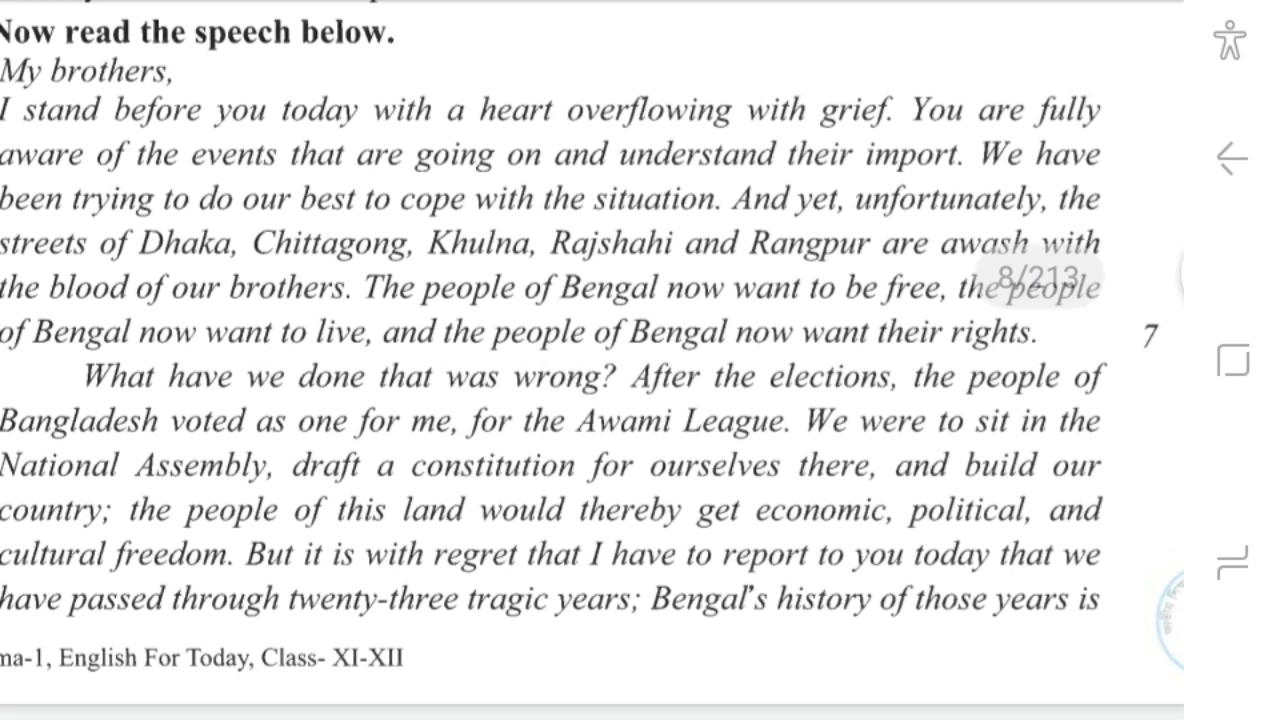 Now read the speech below.
My brothers,
I stand before you today with a heart overflowing with grief. You are fully
aware of the events that are going on and understand their import. We have
been trying to do our best to cope with the situation. And yet, unfortunately, the
streets of Dhaka, Chittagong, Khulna, Rajshahi and Rangpur are awash with
the blood of our brothers. The people of Bengal now want to be free, the people
8/213
of Bengal now want to live, and the people of Bengal now want their rights.
7
What have we done that was wrong? After the elections, the people of
Bangladesh voted as one for me, for the Awami League. We were to sit in the
National Assembly, draft a constitution for ourselves there, and build our
country; the people of this land would thereby get economic, political, and
cultural freedom. But it is with regret that I have to report to you today that we
have passed through twenty-three tragic years; Bengal's history of those years is
ma-1, English For Today, Class- XI-XII